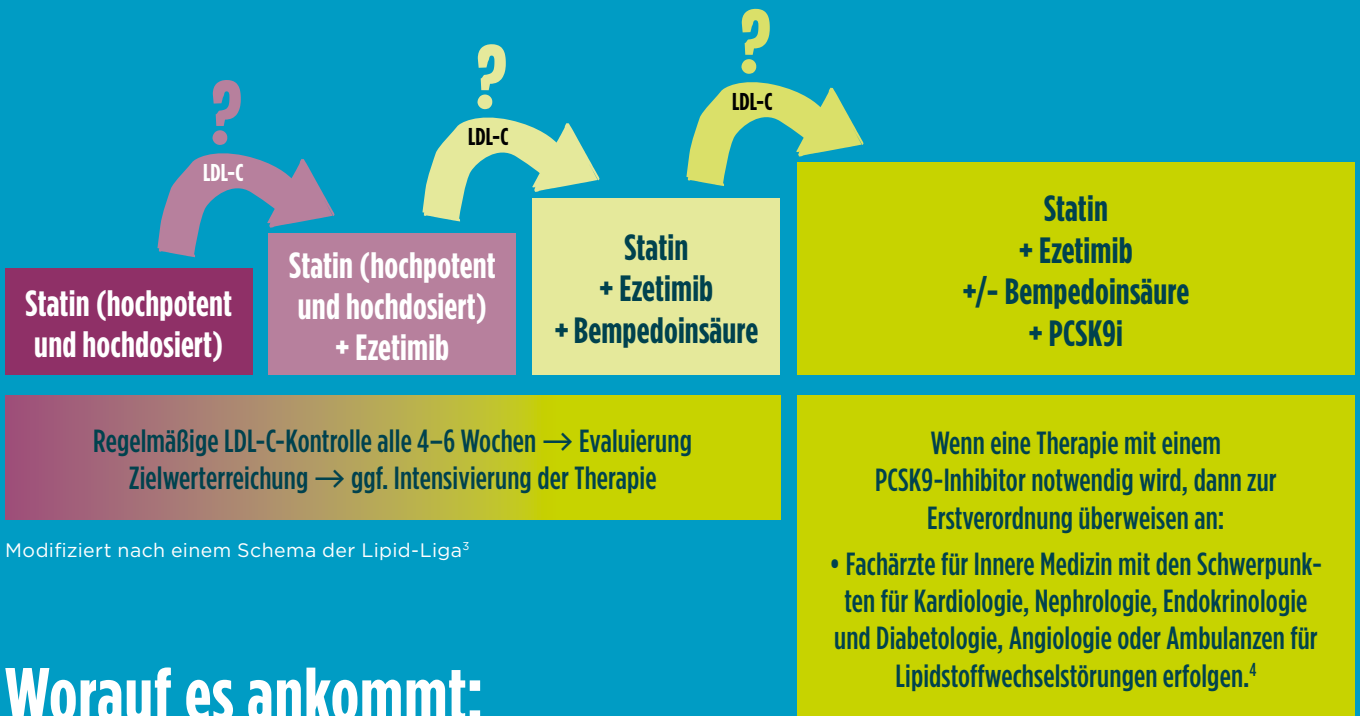 ?
LDL-C
?
LDL-C
?
LDL-C
Statin (hochpotent
und hochdosiert)
Statin (hochpotent
und hochdosiert)
+ Ezetimib
Statin
+ Ezetimib
+ Bempedoinsäure
Statin
+ Ezetimib
+/- Bempedoinsäure
+ PCSK9i
Regelmäßige LDL-C-Kontrolle alle 4–6 Wochen → Evaluierung
Zielwerterreichung → ggf. Intensivierung der Therapie
Modifiziert nach einem Schema der Lipid-Liga³
Wenn eine Therapie mit einem
PCSK9-Inhibitor notwendig wird, dann zur
Erstverordnung überweisen an:
• Fachärzte für Innere Medizin mit den Schwerpunk-
ten für Kardiologie, Nephrologie, Endokrinologie
und Diabetologie, Angiologie oder Ambulanzen für
Lipidstoffwechselstörungen erfolgen.⁴
Worauf es ankommt: